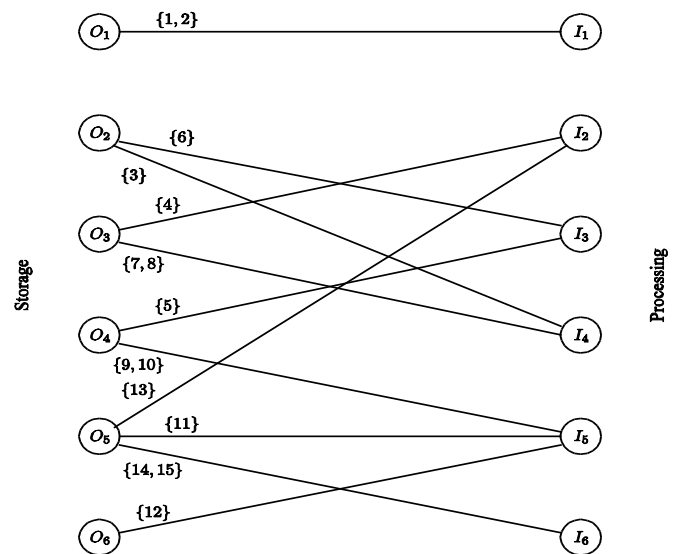 {1, 2}
O₁
I₁
O₂
{6}
I₂
{3}
{4}
O₃
I₃
{7, 8}
Storage
Processing
{5}
O₄
I₄
{9, 10}
{13}
{11}
O₅
I₅
{14, 15}
{12}
O₆
I₆